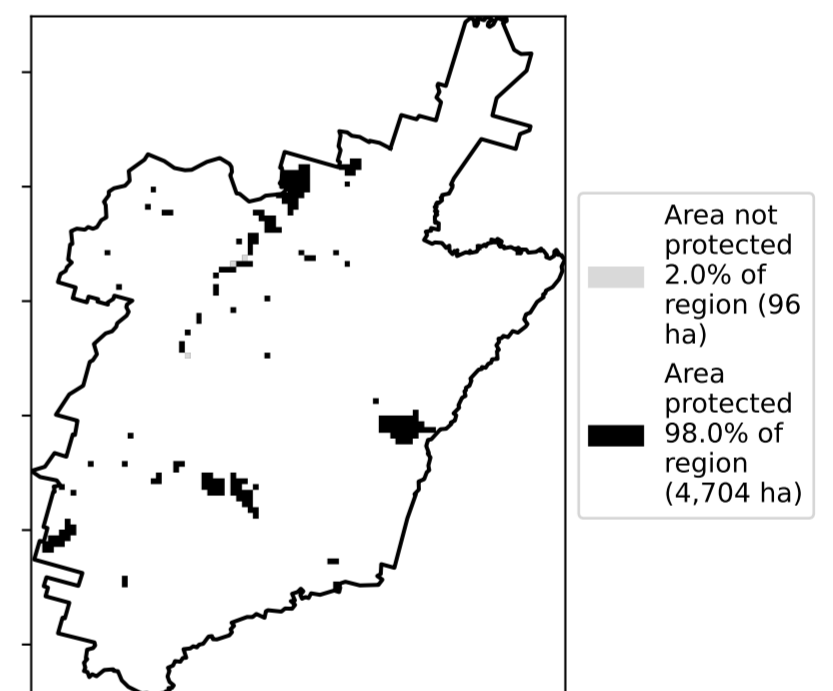 Area not
protected
2.0% of
region (96
ha)
Area
protected
98.0% of
region
(4,704 ha)